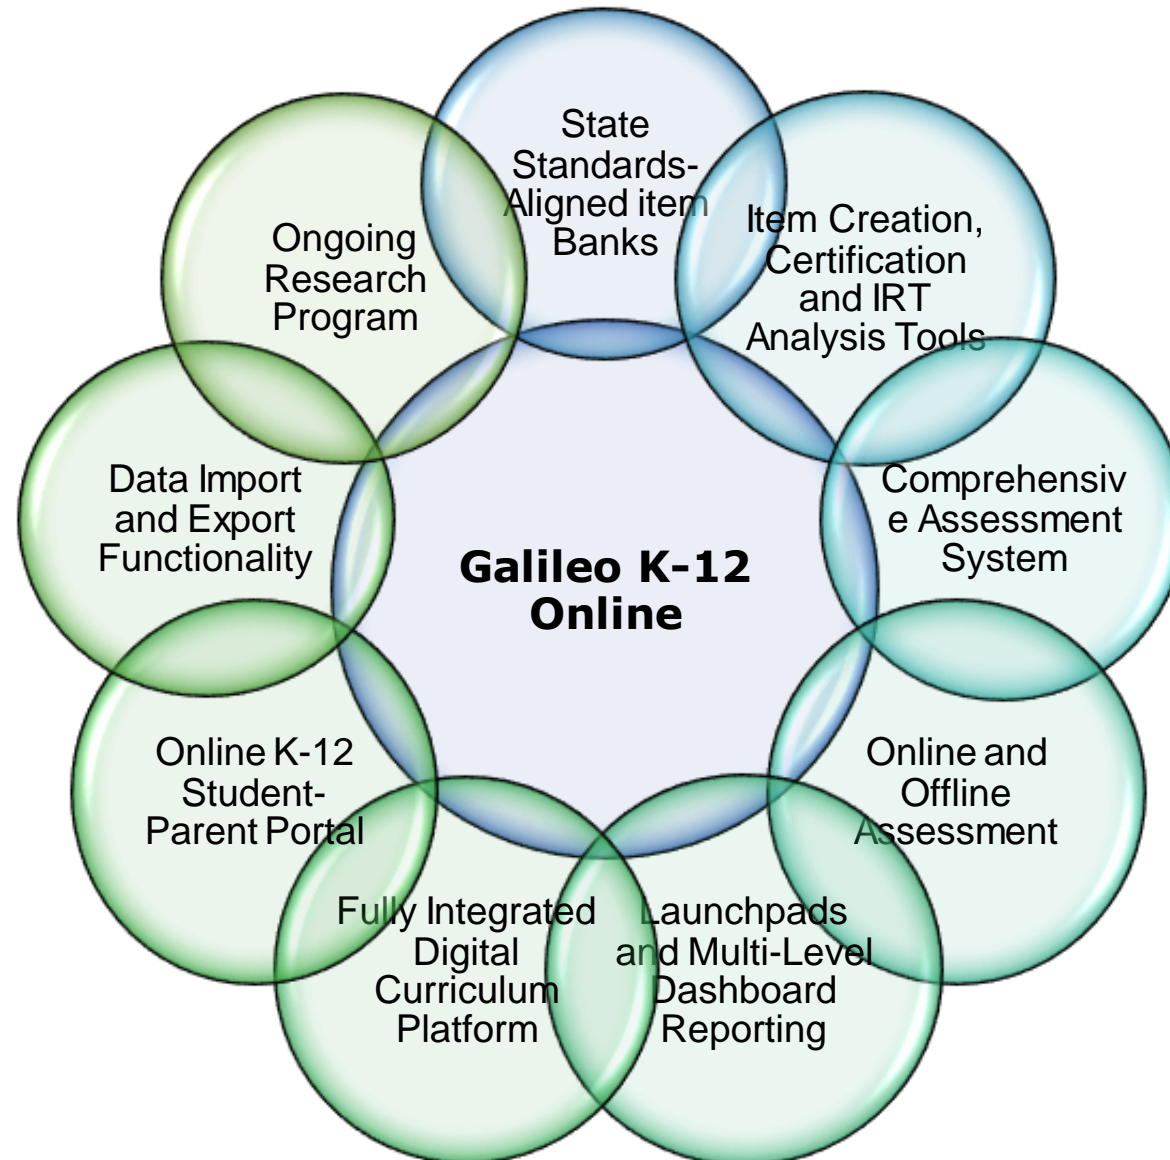 State
Standards-
Aligned item
Banks
Item Creation,
Certification
and IRT
Analysis Tools
Comprehensiv
e Assessment
System
Online and
Offline
Assessment
Launchpads
and Multi-Level
Dashboard
Reporting
Fully Integrated
Digital
Curriculum
Platform
Online K-12
Student-
Parent Portal
Data Import
and Export
Functionality
Ongoing
Research
Program
Galileo K-12
Online